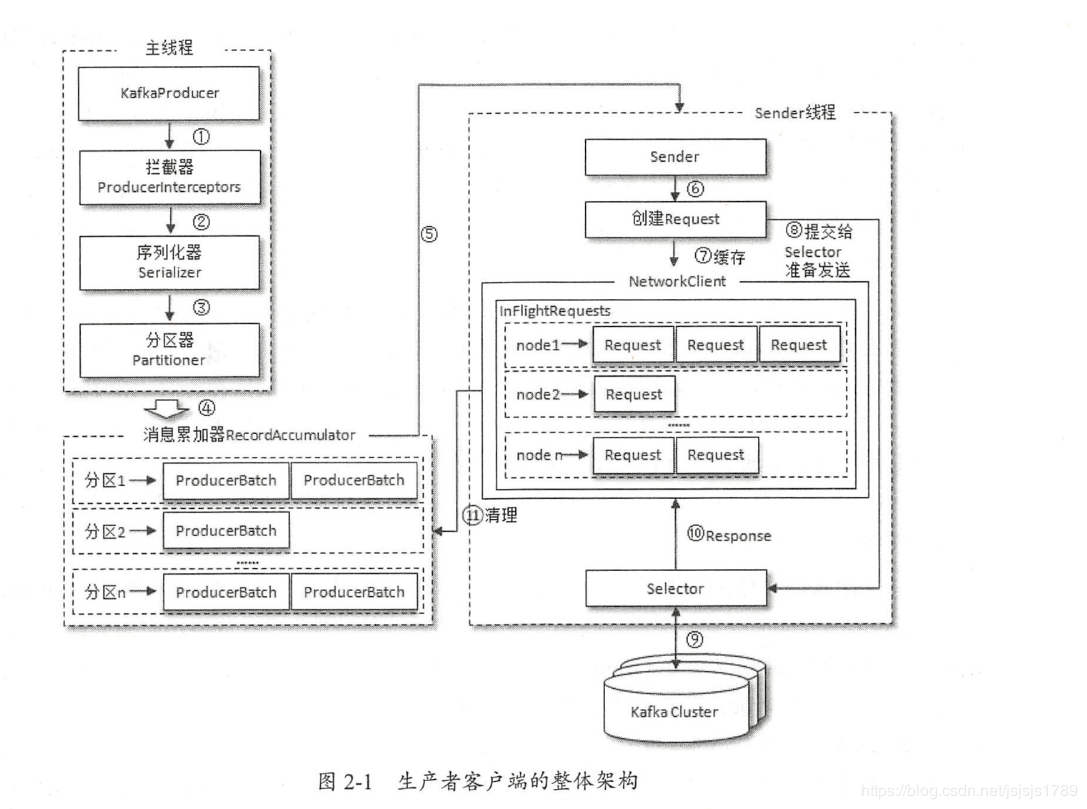 主线程
KafkaProducer
①
拦截器
ProducerInterceptors
②
序列化器
Serializer
③
分区器
Partitioner
④
消息累加器RecordAccumulator
分区1
ProducerBatch
ProducerBatch
分区2
ProducerBatch
......
分区n
ProducerBatch
ProducerBatch
⑤
Sender线程
Sender
⑥
创建Request
⑦缓存
⑧提交给
Selector
准备发送
NetworkClient
InFlightRequests
node1
Request
Request
Request
node2
Request
......
node n
Request
Request
⑪清理
⑩Response
Selector
⑨
Kafka Cluster
图 2-1 生产者客户端的整体架构
https://blog.csdn.net/jsjsjs1789